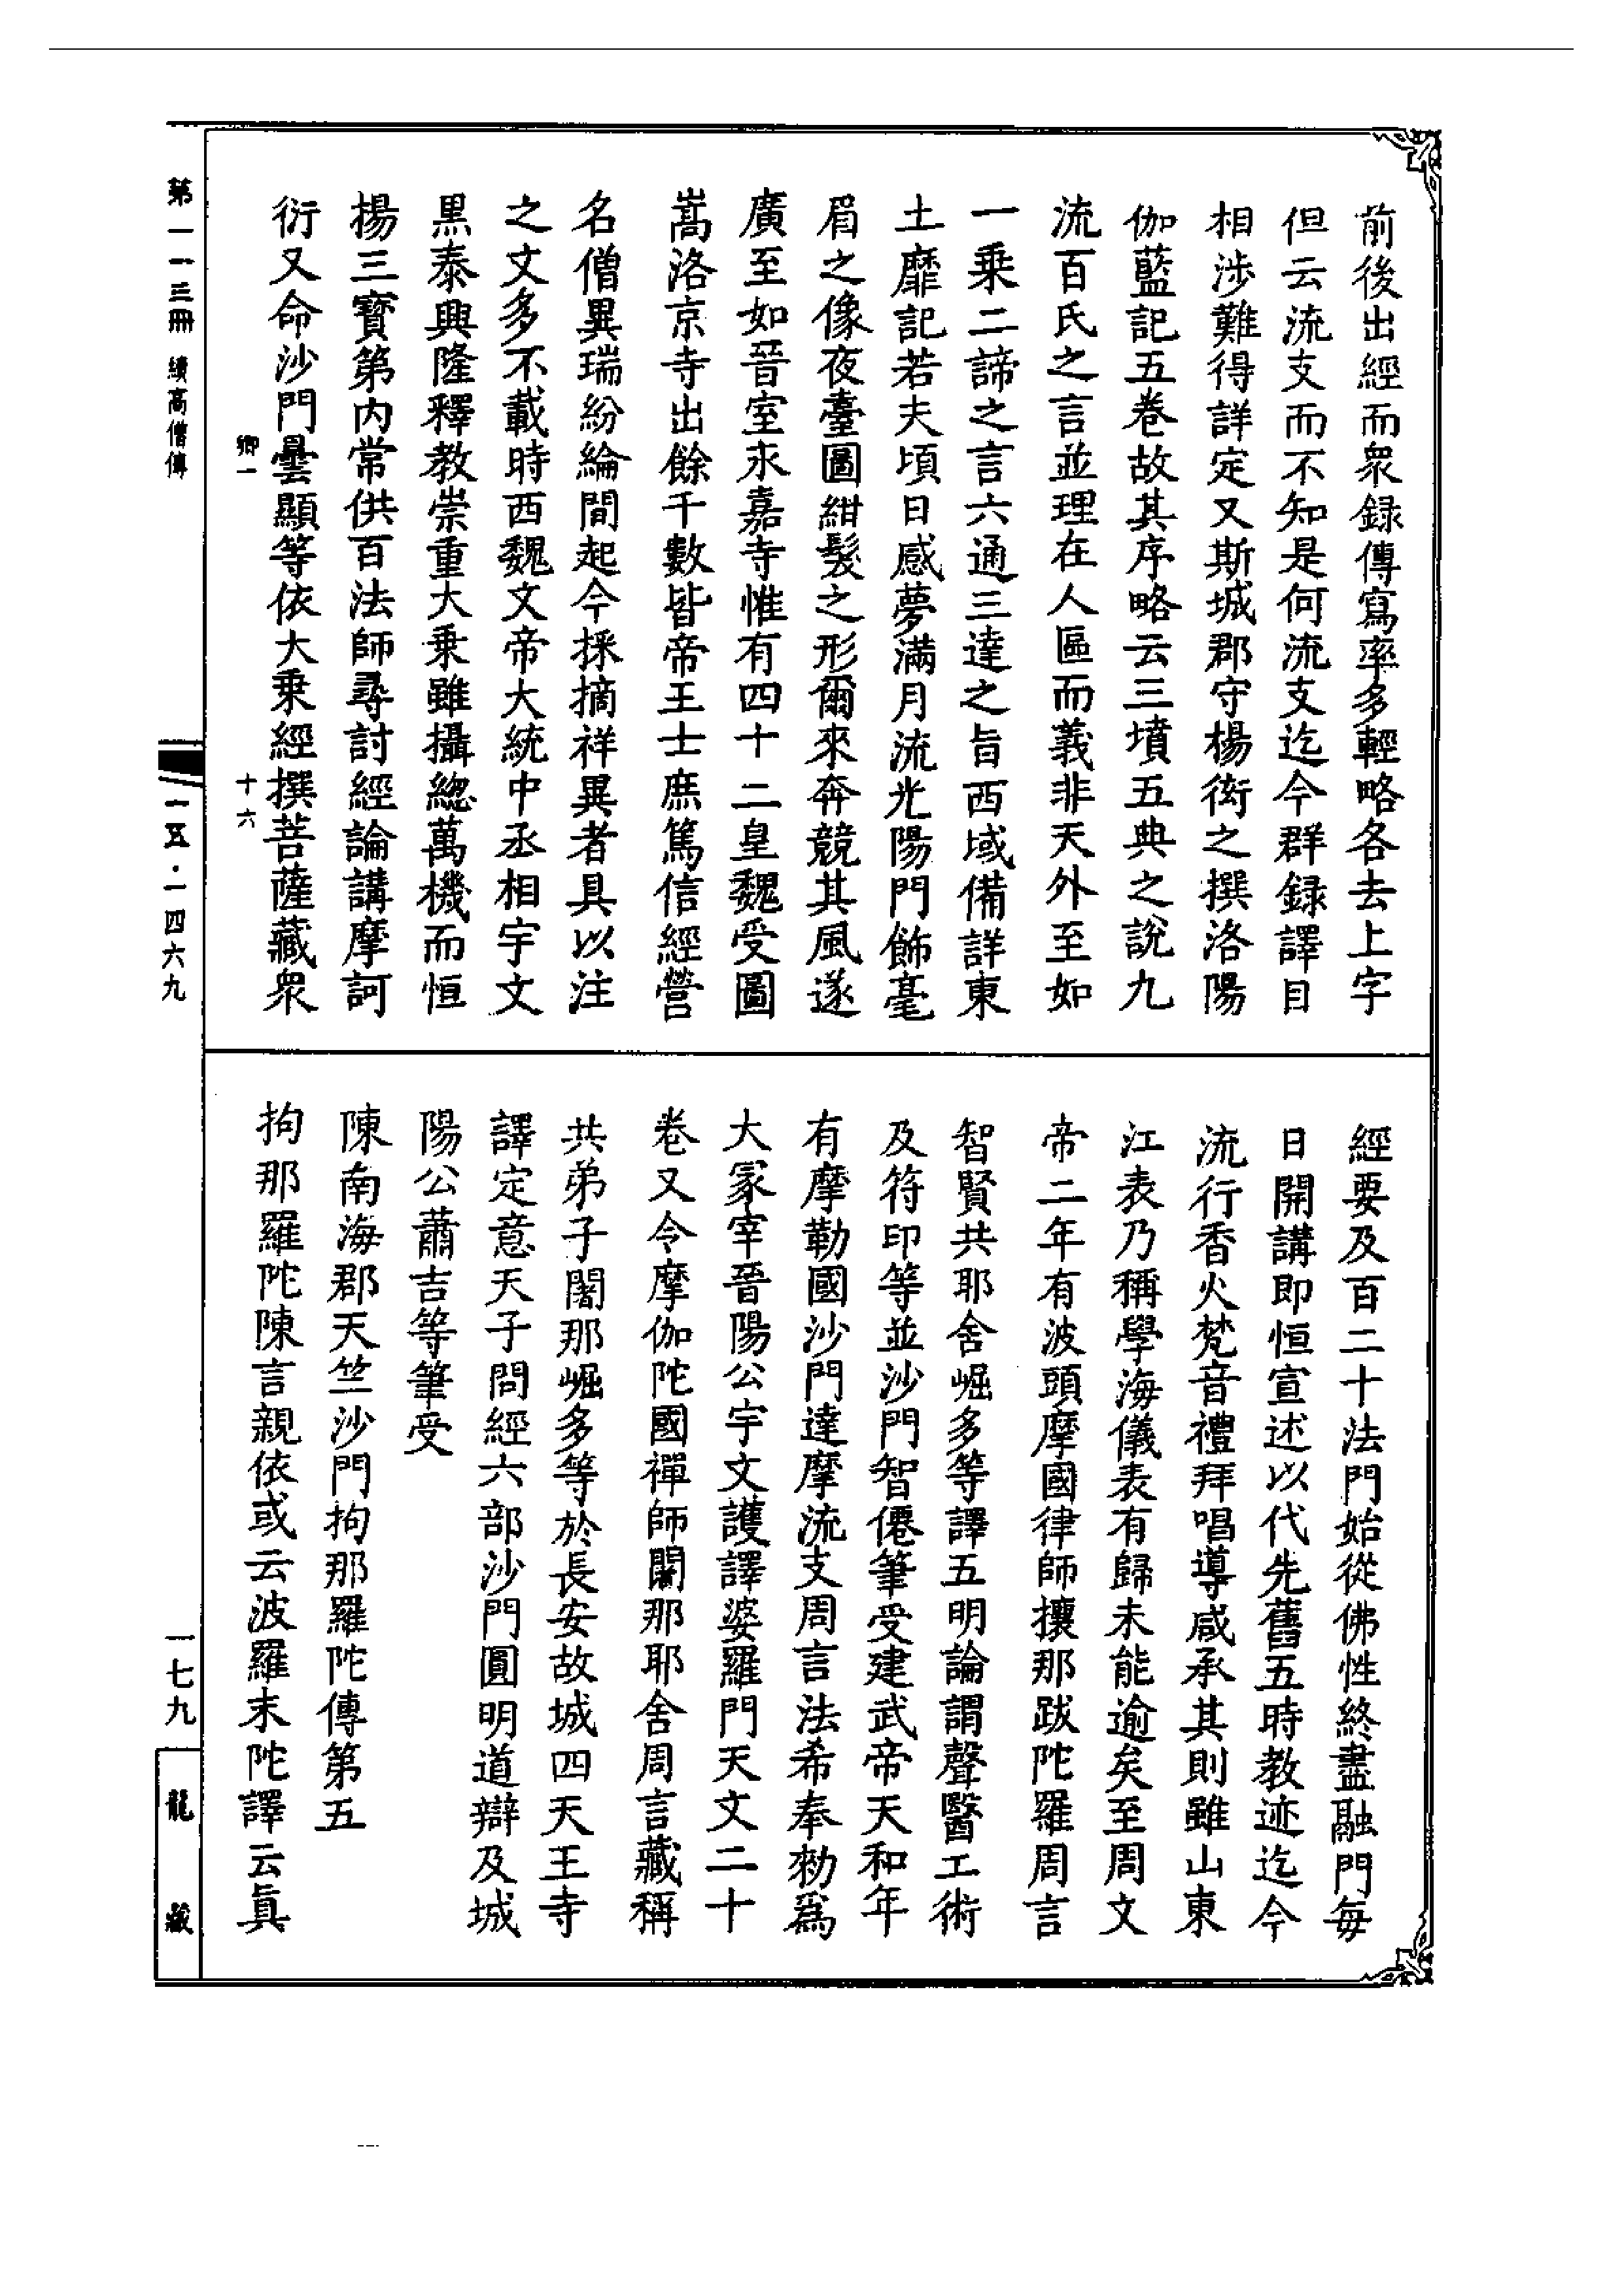 前後出經而衆録傳寫率多輕略各去上字
但云流支而不知是何流支迄今群録譯目
相涉難得詳定又斯城郡守楊衒之撰洛陽
伽藍記五卷故其序略云三墳五典之說九
流百氏之言並理在人區而義非天外至如
一乗二諦之言六通三達之旨西域備詳東
土靡記若夫頃日感夢滿月流光陽門飾毫
眉之像夜臺圖紺髮之形爾來奔競其風遂
廣至如晉室永嘉寺惟有四十二皇魏受圖
嵩洛京寺出餘千數皆帝王士庶篤信經營
名僧異瑞紛綸間起今採摘祥異者具以注
之文多不載時西魏文帝大統中丞相宇文
黒泰興隆釋教崇重大乗雖攝緫萬機而恒
揚三寳第内常供百法師尋討經論講摩訶
衍又命沙門曇顯等依大乗經撰菩薩藏衆
經要及百二十法門始從佛性終盡融門每
日開講即恒宣述以代先舊五時教迹迄今
流行香火梵音禮拜唱導咸承其則雖山東
江表乃稱學海儀表有歸未能逾矣至周文
帝二年有波頭摩國律師攘那跋陀羅周言
智賢共耶舍崛多等譯五明論謂聲醫工術
及符印等並沙門智僊筆受建武帝天和年
有摩勒國沙門達摩流支周言法希奉勑爲
大冡宰晉陽公宇文護譯婆羅門天文二十
卷又令摩伽陀國禪師闍那耶舍周言藏稱
共弟子闍那崛多等於長安故城四天王寺
譯定意天子問經六部沙門圓明道辯及城
陽公蕭吉等筆受
陳南海郡天竺沙門拘那羅陀傳第五
拘那羅陀陳言親依或云波羅末陀譯云眞
卿一
十六
第一一三冊 續高僧傳
一五·一四六九
一七九
龍藏